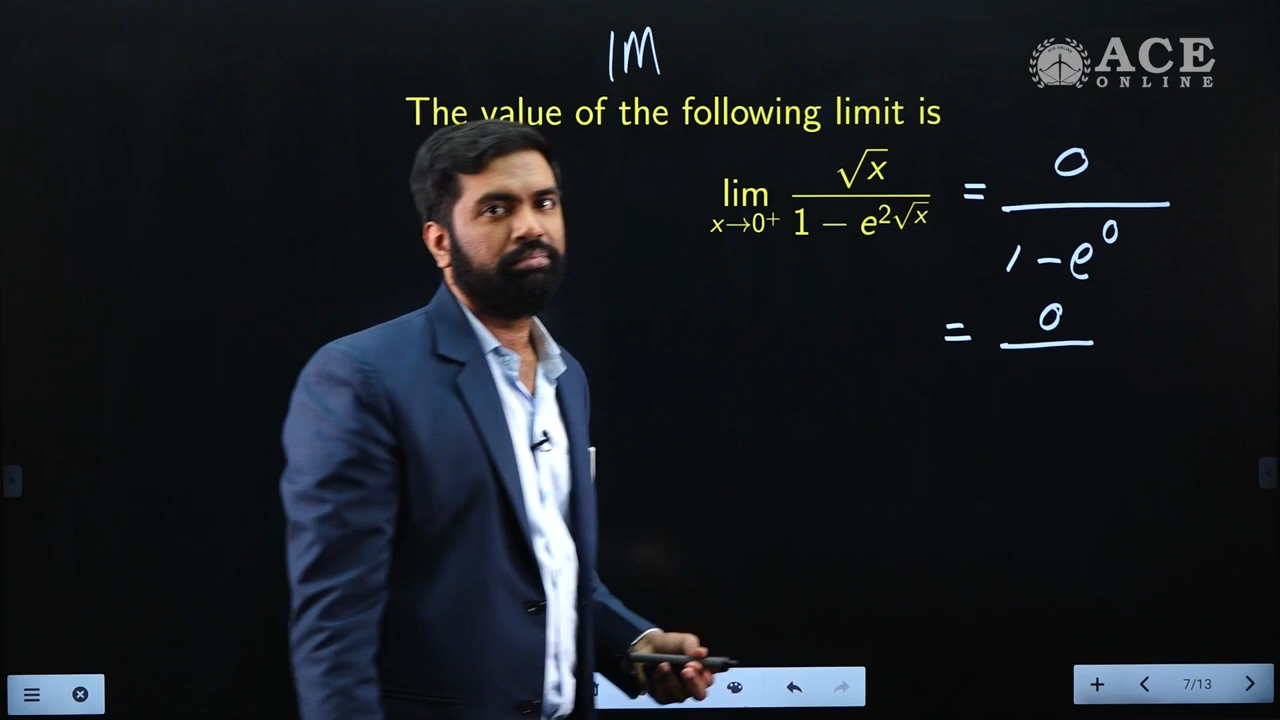 1M
ACE
ONLINE
The value of the following limit is
lim x→0⁺ √x / (1 − e^(2√x)) = 0 / (1 − e⁰)
= 0 /
7/13